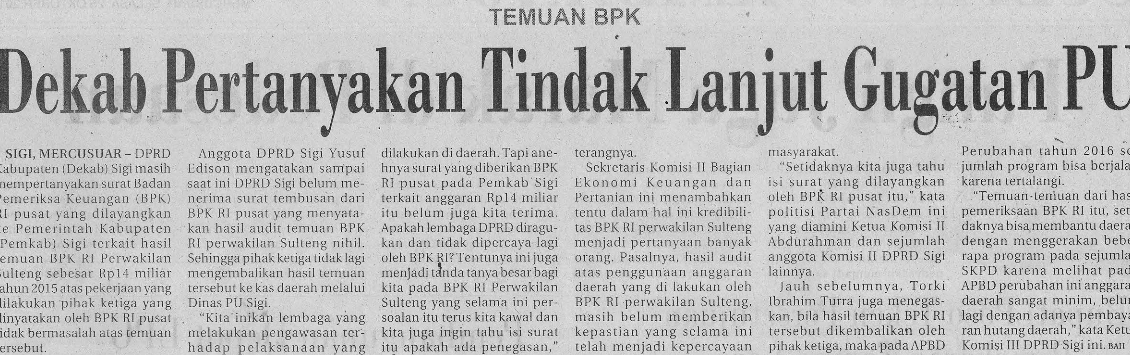 TEMUAN BPK
Dekab Pertanyakan Tindak Lanjut Gugatan PU
SIGI, MERCUSUAR – DPRD
Kabupaten (Dekab) Sigi masih
mempertanyakan surat Badan
Pemeriksa Keuangan (BPK)
RI pusat yang dilayangkan
ke Pemerintah Kabupaten
(Pemkab) Sigi terkait hasil
temuan BPK RI Perwakilan
Sulteng sebesar Rp14 miliar
tahun 2015 atas pekerjaan yang
dilakukan pihak ketiga yang
dinyatakan oleh BPK RI pusat
tidak bermasalah atas temuan
tersebut.
Anggota DPRD Sigi Yusuf
Edison mengatakan sampai
saat ini DPRD Sigi belum me-
nerima surat tembusan dari
BPK RI pusat yang menyata-
kan hasil audit temuan BPK
RI perwakilan Sulteng nihil.
Sehingga pihak ketiga tidak lagi
mengembalikan hasil temuan
tersebut ke kas daerah melalui
Dinas PU Sigi.
"Kita inikan lembaga yang
melakukan pengawasan ter-
hadap pelaksanaan yang
dilakukan di daerah. Tapi ane-
hnya surat yang diberikan BPK
RI pusat pada Pemkab Sigi
terkait anggaran Rp14 miliar
itu belum juga kita terima.
Apakah lembaga DPRD diragu-
kan dan tidak dipercaya lagi
oleh BPK RI? Tentunya ini juga
menjadi tanda tanya besar bagi
kita pada BPK RI Perwakilan
Sulteng yang selama ini per-
soalan itu terus kita kawal dan
kita juga ingin tahu isi surat
itu apakah ada penegasan,"
terangnya.
Sekretaris Komisi II Bagian
Ekonomi Keuangan dan
Pertanian ini menambahkan
tentu dalam hal ini kredibili-
tas BPK RI perwakilan Sulteng
menjadi pertanyaan banyak
orang. Pasalnya, hasil audit
atas penggunaan anggaran
daerah yang di lakukan oleh
BPK RI perwakilan Sulteng,
masih belum memberikan
kepastian yang selama ini
telah menjadi kepercayaan
masyarakat.
"Setidaknya kita juga tahu
isi surat yang dilayangkan
oleh BPK RI pusat itu," kata
politisi Partai NasDem ini
yang diamini Ketua Komisi II
Abdurahman dan sejumlah
anggota Komisi II DPRD Sigi
lainnya.
Jauh sebelumnya, Torki
Ibrahim Turra juga menegas-
kan, bila hasil temuan BPK RI
tersebut dikembalikan oleh
pihak ketiga, maka pada APBD
Perubahan tahun 2016 se
jumlah program bisa berjala
karena tertalangi.
"Temuan-temuan dari has
pemeriksaan BPK RI itu, seti
daknya bisa membantu daera
dengan menggerakan bebe
rapa program pada sejumla
SKPD karena melihat pad
APBD perubahan ini anggara
daerah sangat minim, belum
lagi dengan adanya pembaya
ran hutang daerah," kata Ketu
Komisi III DPRD Sigi ini. BAH